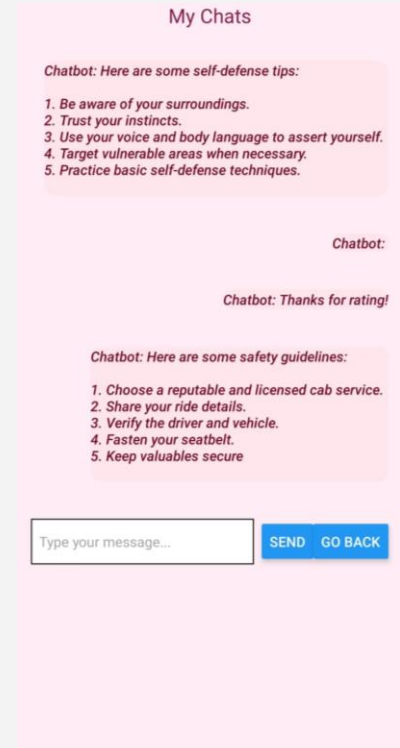 My Chats
Chatbot: Here are some self-defense tips:
1. Be aware of your surroundings.
2. Trust your instincts.
3. Use your voice and body language to assert yourself.
4. Target vulnerable areas when necessary.
5. Practice basic self-defense techniques.
Chatbot:
Chatbot: Thanks for rating!
Chatbot: Here are some safety guidelines:
1. Choose a reputable and licensed cab service.
2. Share your ride details.
3. Verify the driver and vehicle.
4. Fasten your seatbelt.
5. Keep valuables secure
Type your message... SEND GO BACK